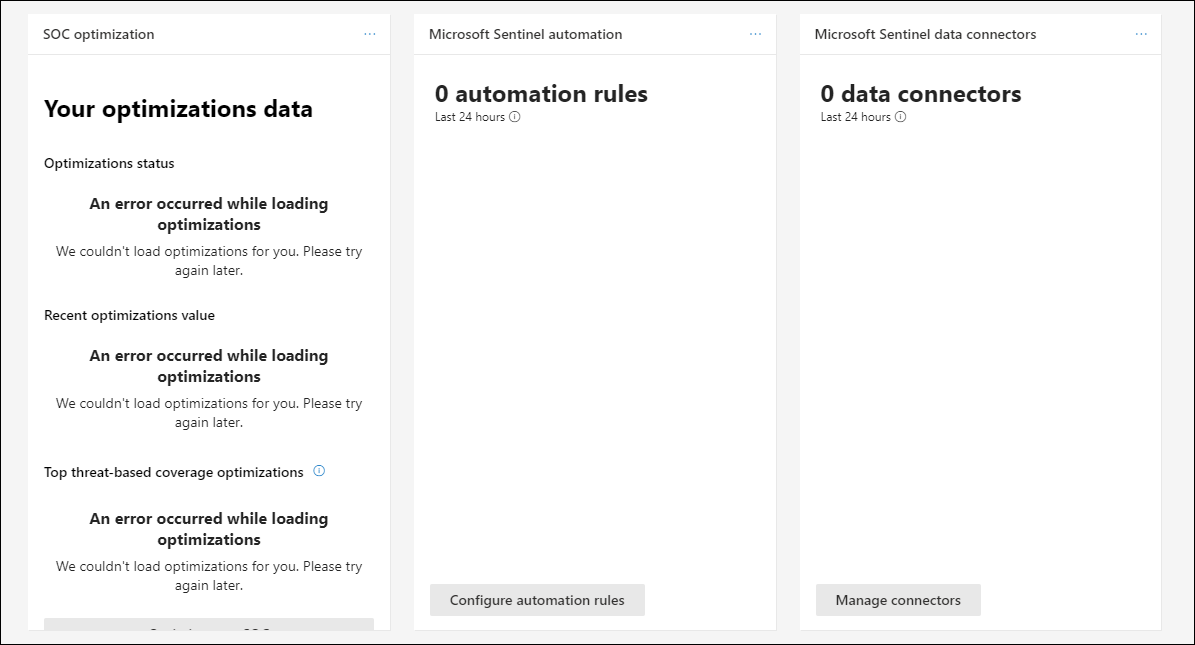 SOC optimization
Your optimizations data
Optimizations status
An error occurred while loading
optimizations
We couldn't load optimizations for you. Please try
again later.
Recent optimizations value
An error occurred while loading
optimizations
We couldn't load optimizations for you. Please try
again later.
Top threat-based coverage optimizations
An error occurred while loading
optimizations
We couldn't load optimizations for you. Please try
again later.
Microsoft Sentinel automation
0 automation rules
Last 24 hours
Configure automation rules
Microsoft Sentinel data connectors
0 data connectors
Last 24 hours
Manage connectors